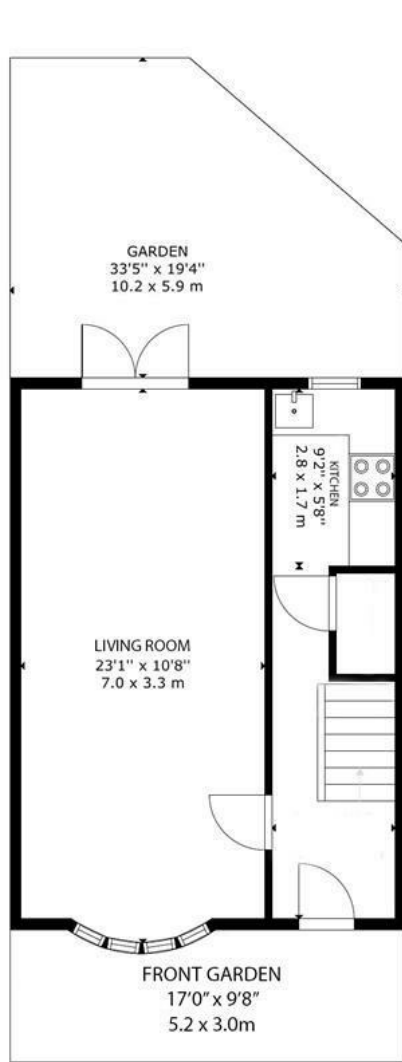 GARDEN
33'5" x 19'4"
10.2 x 5.9 m
KITCHEN
9'2" x 5'8"
2.8 x 1.7 m
LIVING ROOM
23'1" x 10'8"
7.0 x 3.3 m
FRONT GARDEN
17'0" x 9'8"
5.2 x 3.0m